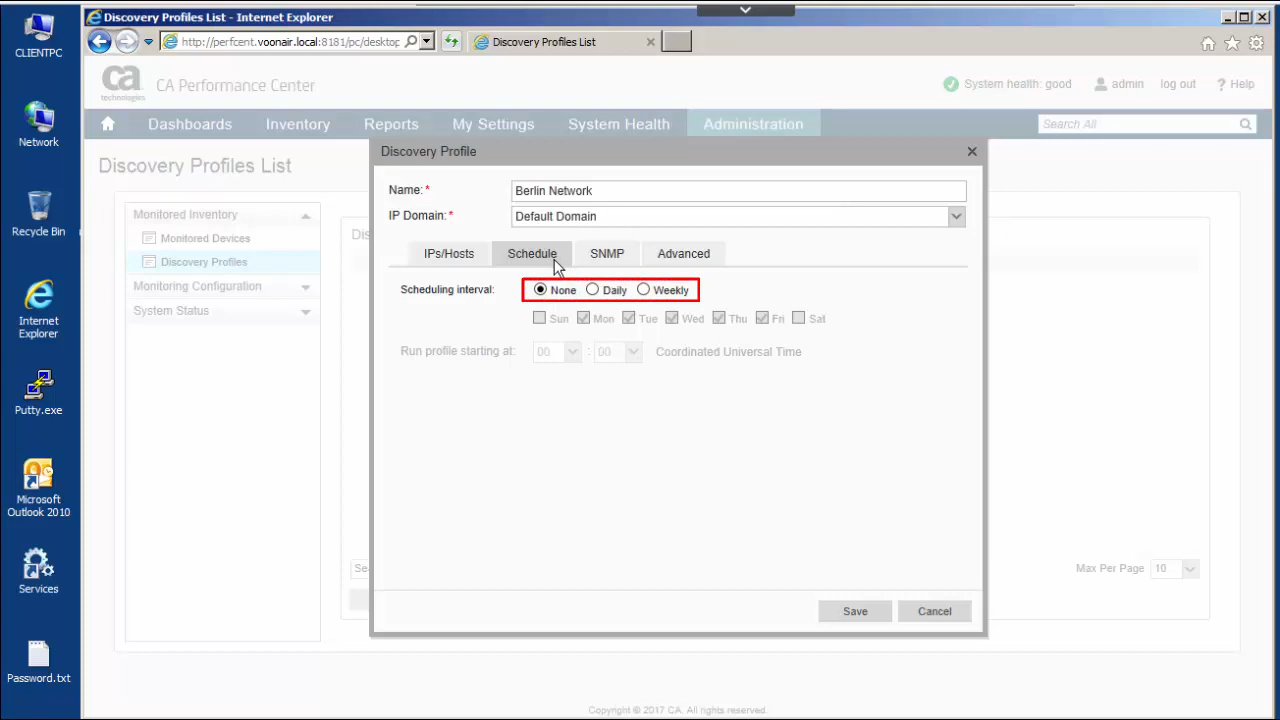 CLIENTPC
Network
Recycle Bin
Internet
Explorer
Putty.exe
Microsoft
Outlook 2010
Services
Password.txt
Discovery Profiles List - Internet Explorer
http://perfcent.voonair.local:8181/pc/desktop
Discovery Profiles List
ca
technologies
CA Performance Center
System health: good
admin
log out
? Help
Dashboards
Inventory
Reports
My Settings
System Health
Administration
Search All
Discovery Profiles List
Monitored Inventory
Monitored Devices
Discovery Profiles
Monitoring Configuration
System Status
Dis
Discovery Profile
Name: *
Berlin Network
IP Domain: *
Default Domain
IPs/Hosts
Schedule
SNMP
Advanced
Scheduling interval:
None
Daily
Weekly
Sun
Mon
Tue
Wed
Thu
Fri
Sat
Run profile starting at:
00
:
00
Coordinated Universal Time
Sea
Max Per Page
10
Save
Cancel
Copyright © 2017 CA. All rights reserved.